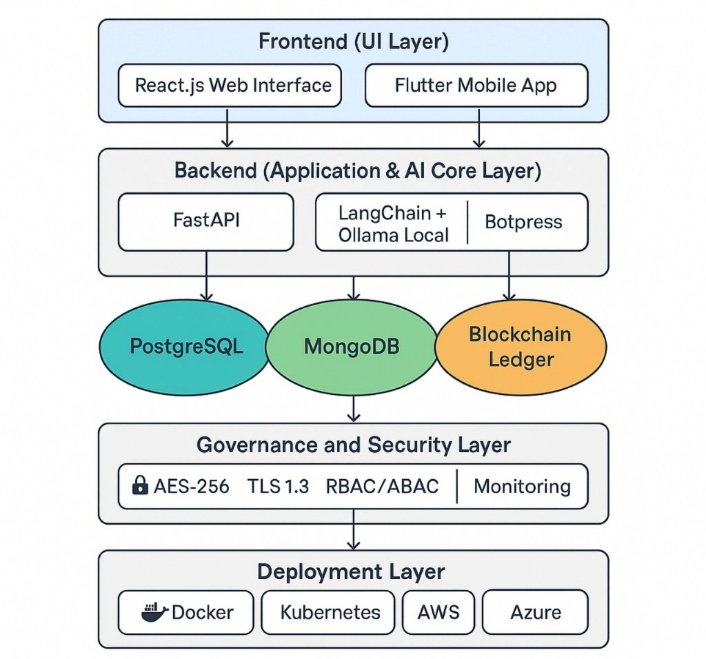 Frontend (UI Layer)
React.js Web Interface
Flutter Mobile App
Backend (Application & AI Core Layer)
FastAPI
LangChain +
Ollama Local
Botpress
PostgreSQL
MongoDB
Blockchain
Ledger
Governance and Security Layer
AES-256 TLS 1.3 RBAC/ABAC
Monitoring
Deployment Layer
Docker
Kubernetes
AWS
Azure